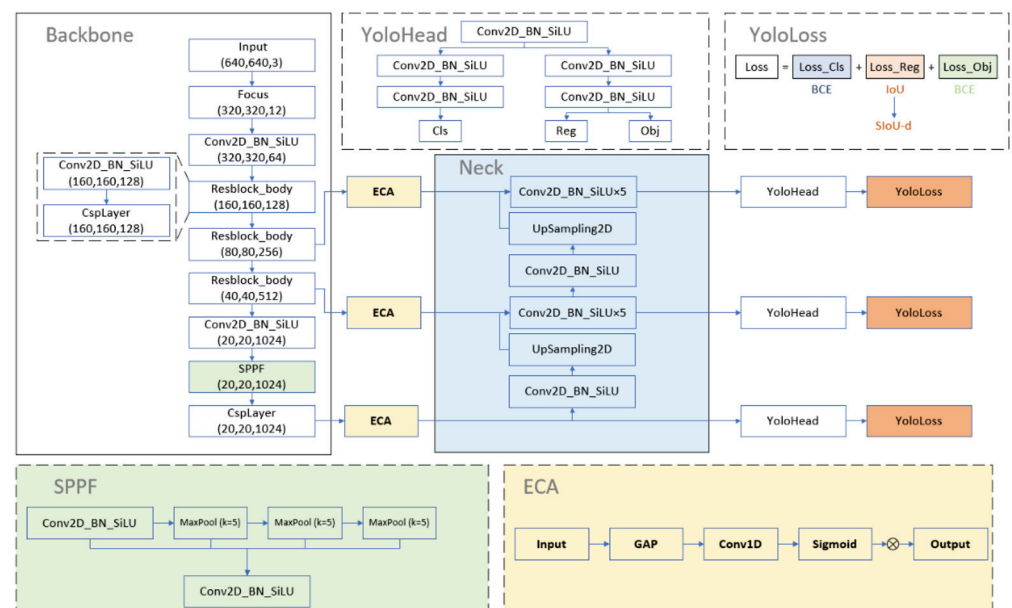 Backbone
Input
(640,640,3)
Focus
(320,320,12)
Conv2D_BN_SiLU
(320,320,64)
Conv2D_BN_SiLU
(160,160,128)
CspLayer
(160,160,128)
Resblock_body
(160,160,128)
Resblock_body
(80,80,256)
Resblock_body
(40,40,512)
Conv2D_BN_SiLU
(20,20,1024)
SPPF
(20,20,1024)
CspLayer
(20,20,1024)
YoloHead
Conv2D_BN_SiLU
Conv2D_BN_SiLU
Conv2D_BN_SiLU
Conv2D_BN_SiLU
Conv2D_BN_SiLU
Cls
Reg
Obj
YoloLoss
Loss = Loss_Cls + Loss_Reg + Loss_Obj
BCE IoU BCE
SIoU-d
Neck
ECA
Conv2D_BN_SiLU×5
YoloHead
YoloLoss
UpSampling2D
Conv2D_BN_SiLU
ECA
Conv2D_BN_SiLU×5
YoloHead
YoloLoss
UpSampling2D
Conv2D_BN_SiLU
ECA
YoloHead
YoloLoss
SPPF
Conv2D_BN_SiLU
MaxPool (k=5)
MaxPool (k=5)
MaxPool (k=5)
Conv2D_BN_SiLU
ECA
Input
GAP
Conv1D
Sigmoid
Output